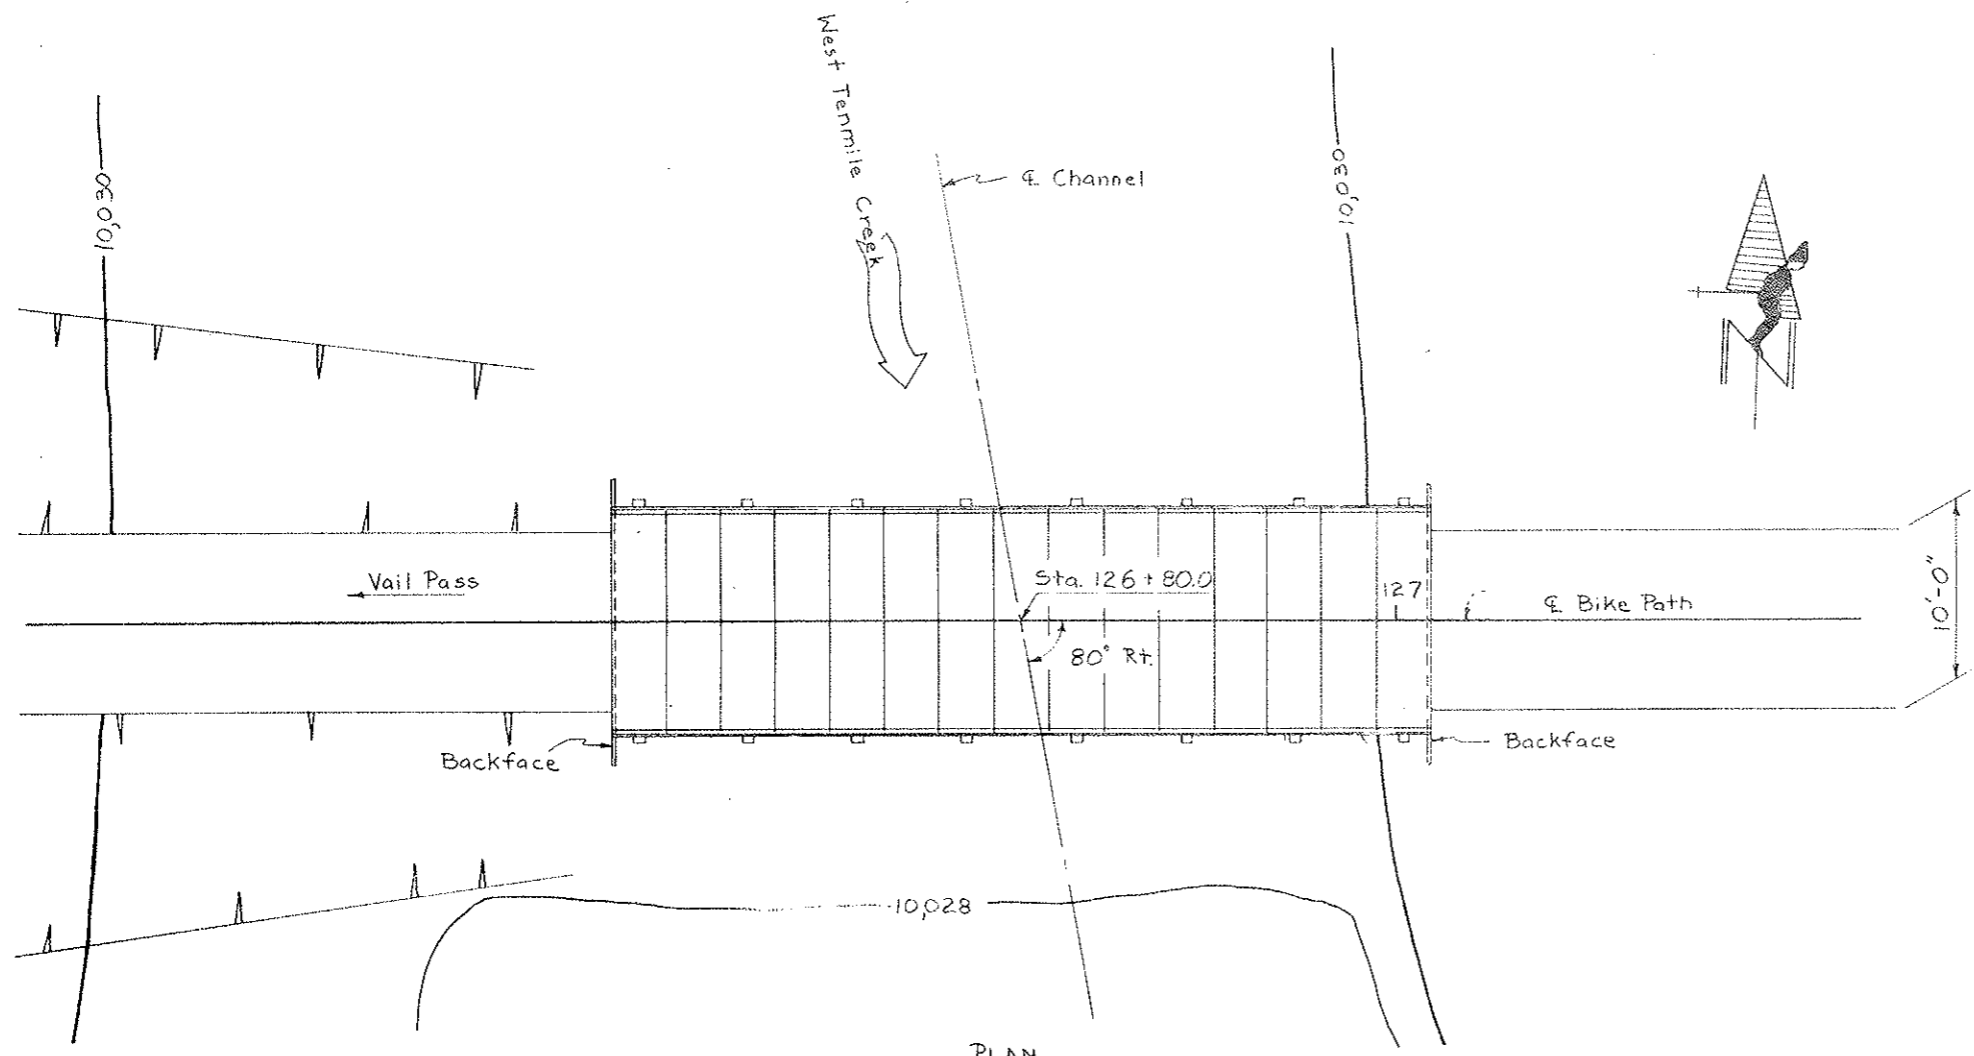 West Tenmile Creek
℄ Channel
10,030
10,030
Vail Pass
Sta. 126 + 80.0
127
℄ Bike Path
10'-0"
80° Rt.
Backface
Backface
10,028
PLAN